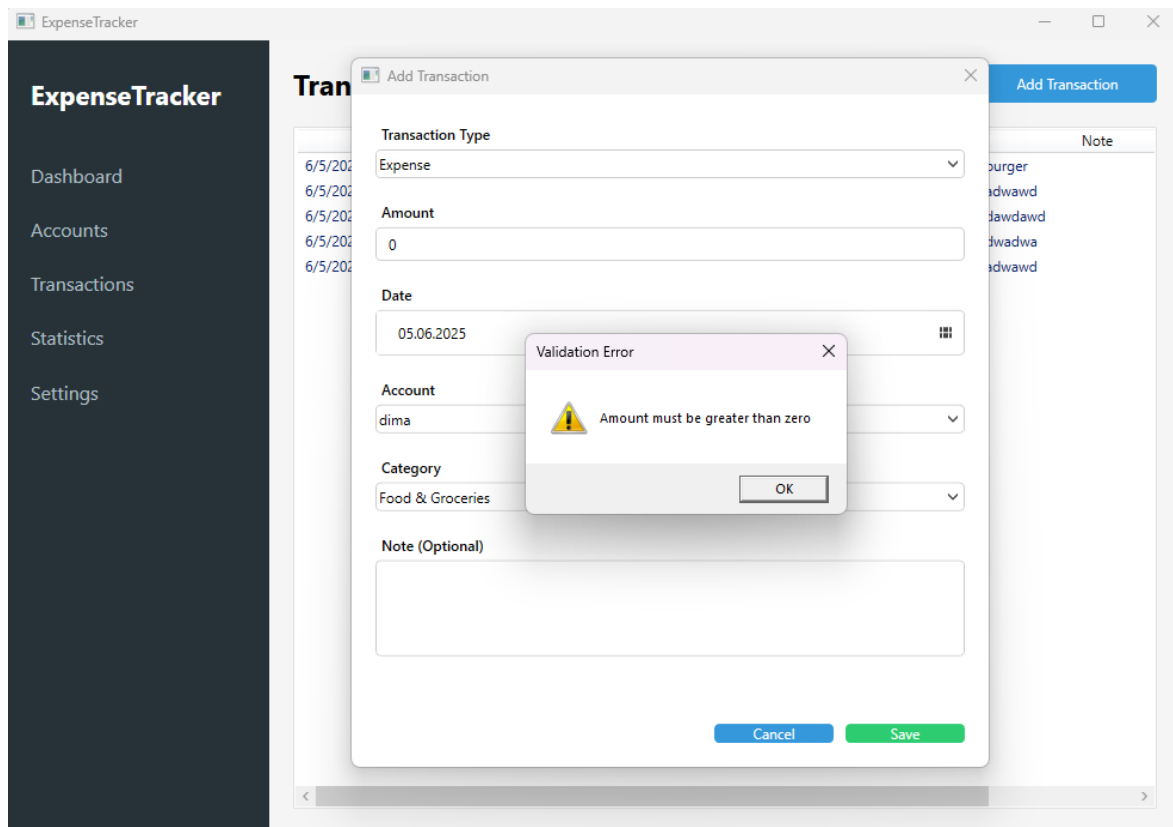 ExpenseTracker
ExpenseTracker
Dashboard
Accounts
Transactions
Statistics
Settings
Tran
Add Transaction
Note
6/5/202
6/5/202
6/5/202
6/5/202
6/5/202
burger
adwawd
dawdawd
dwadwa
adwawd
Add Transaction
Transaction Type
Expense
Amount
0
Date
05.06.2025
Account
dima
Category
Food & Groceries
Note (Optional)
Cancel
Save
Validation Error
Amount must be greater than zero
OK